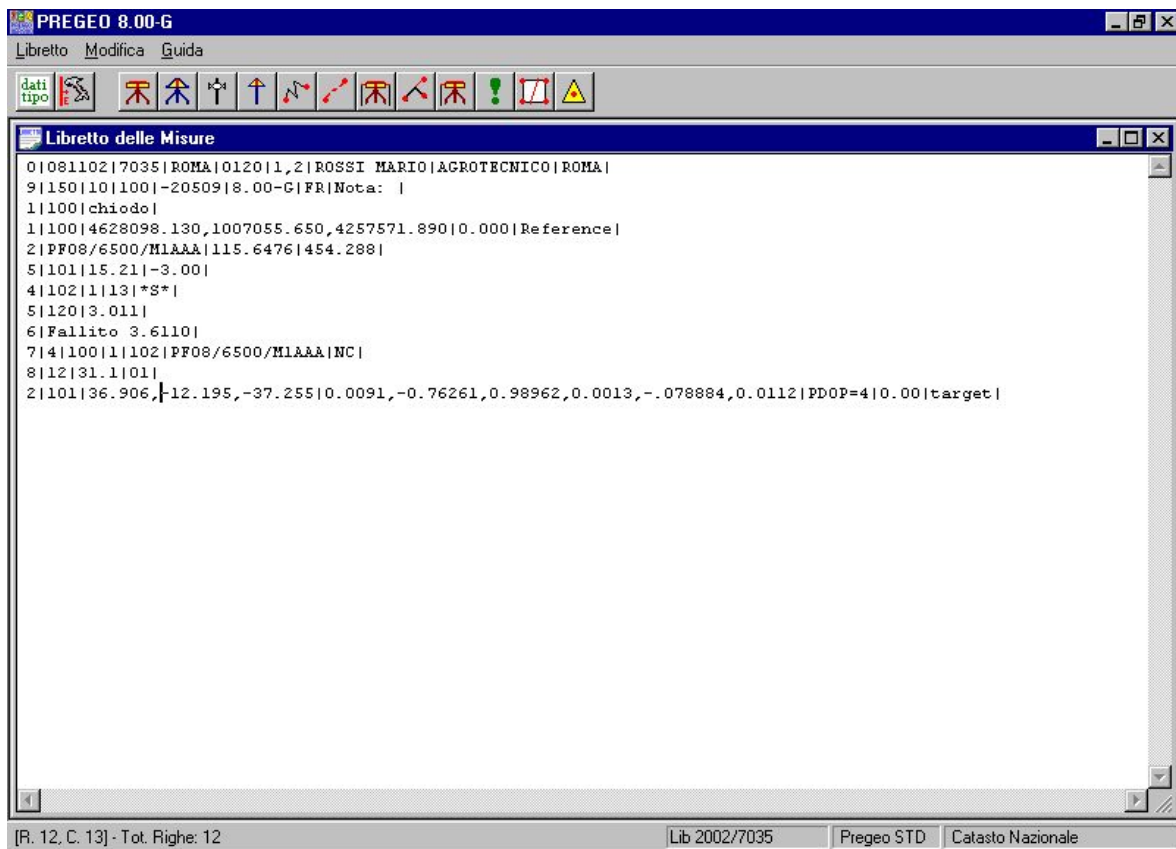 PREGEO 8.00-G
Libretto Modifica Guida
dati
tipo
Libretto delle Misure
0|081102|7035|ROMA|0120|1,2|ROSSI MARIO|AGROTECNICO|ROMA|
9|150|10|100|-20509|8.00-G|FR|Nota: |
1|100|chiodo|
1|100|4628098.130,1007055.650,4257571.890|0.000|Reference|
2|PF08/6500/M1AAA|115.6476|454.288|
5|101|15.21|-3.00|
4|102|1|13|*S*|
5|120|3.011|
6|Fallito 3.6110|
7|4|100|1|102|PF08/6500/M1AAA|NC|
8|12|31.1|01|
2|101|36.906,-12.195,-37.255|0.0091,-0.76261,0.98962,0.0013,-.078884,0.0112|PDOP=4|0.00|target|
[R. 12, C. 13] - Tot. Righe: 12
Lib 2002/7035
Pregeo STD
Catasto Nazionale